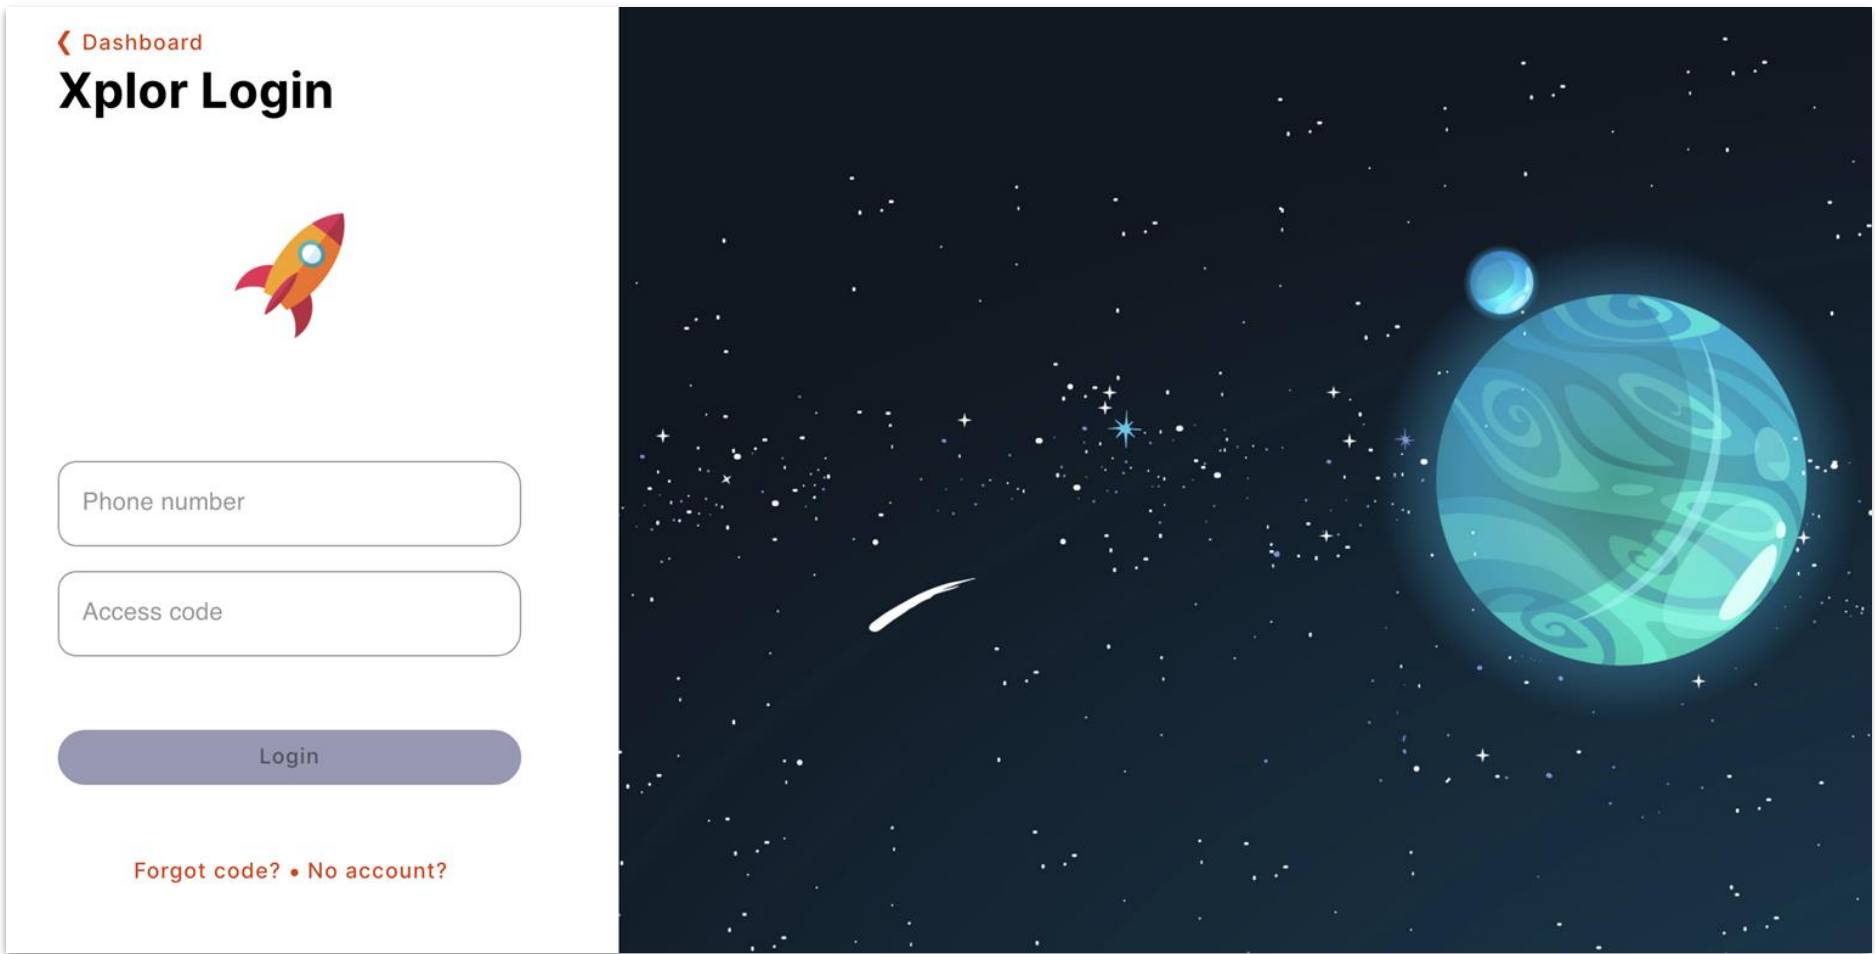 ❮ Dashboard
Xplor Login
Phone number
Access code
Login
Forgot code? • No account?